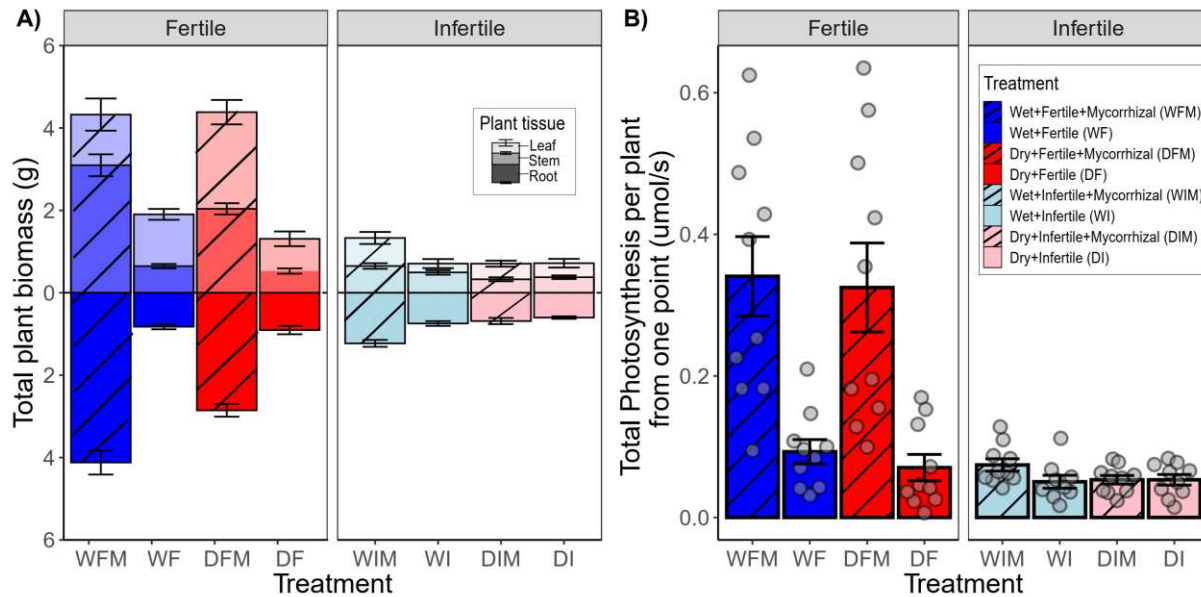 A)
Fertile
Infertile
Total plant biomass (g)
6
4
2
0
2
4
6
Plant tissue
Leaf
Stem
Root
WFM WF DFM DF
WIM WI DIM DI
Treatment
B)
Fertile
Infertile
Total Photosynthesis per plant
from one point (umol/s)
0.6
0.4
0.2
0.0
Treatment
Wet+Fertile+Mycorrhizal (WFM)
Wet+Fertile (WF)
Dry+Fertile+Mycorrhizal (DFM)
Dry+Fertile (DF)
Wet+Infertile+Mycorrhizal (WIM)
Wet+Infertile (WI)
Dry+Infertile+Mycorrhizal (DIM)
Dry+Infertile (DI)
WFM WF DFM DF
WIM WI DIM DI
Treatment